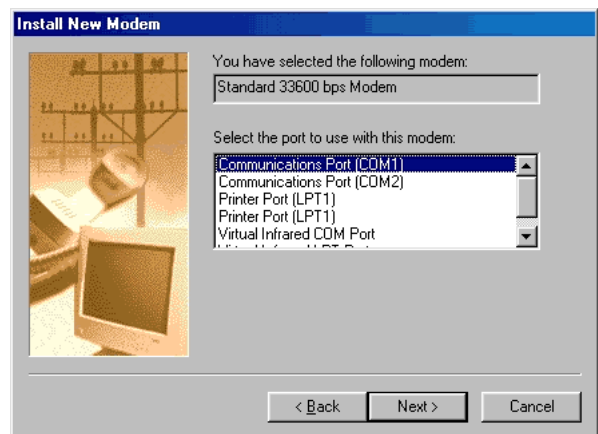 Install New Modem
You have selected the following modem:
Standard 33600 bps Modem
Select the port to use with this modem:
Communications Port (COM1)
Communications Port (COM2)
Printer Port (LPT1)
Printer Port (LPT1)
Virtual Infrared COM Port
< Back
Next >
Cancel